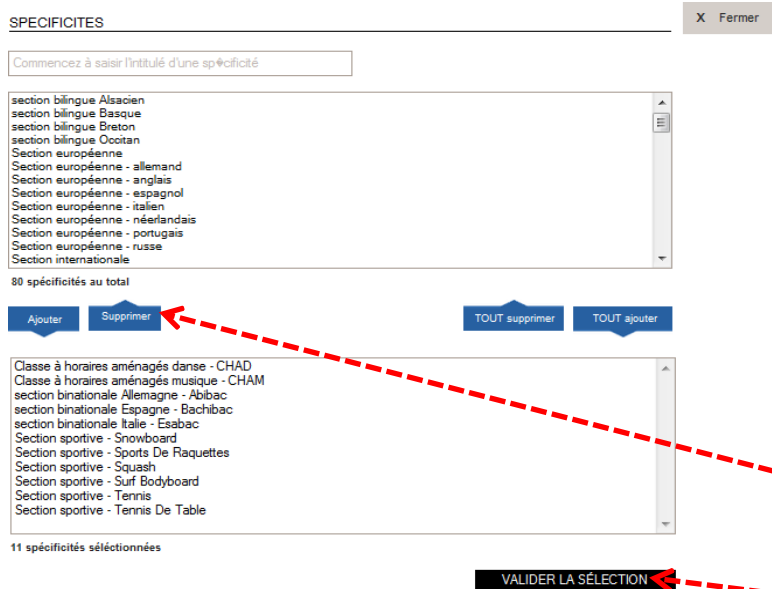 SPECIFICITES
X Fermer
Commencez à saisir l'intitulé d'une sp�cificité
section bilingue Alsacien
section bilingue Basque
section bilingue Breton
section bilingue Occitan
Section européenne
Section européenne - allemand
Section européenne - anglais
Section européenne - espagnol
Section européenne - italien
Section européenne - néerlandais
Section européenne - portugais
Section européenne - russe
Section internationale
80 spécificités au total
Ajouter Supprimer TOUT supprimer TOUT ajouter
Classe à horaires aménagés danse - CHAD
Classe à horaires aménagés musique - CHAM
section binationale Allemagne - Abibac
section binationale Espagne - Bachibac
section binationale Italie - Esabac
Section sportive - Snowboard
Section sportive - Sports De Raquettes
Section sportive - Squash
Section sportive - Surf Bodyboard
Section sportive - Tennis
Section sportive - Tennis De Table
11 spécificités séléctionnées
VALIDER LA SÉLECTION